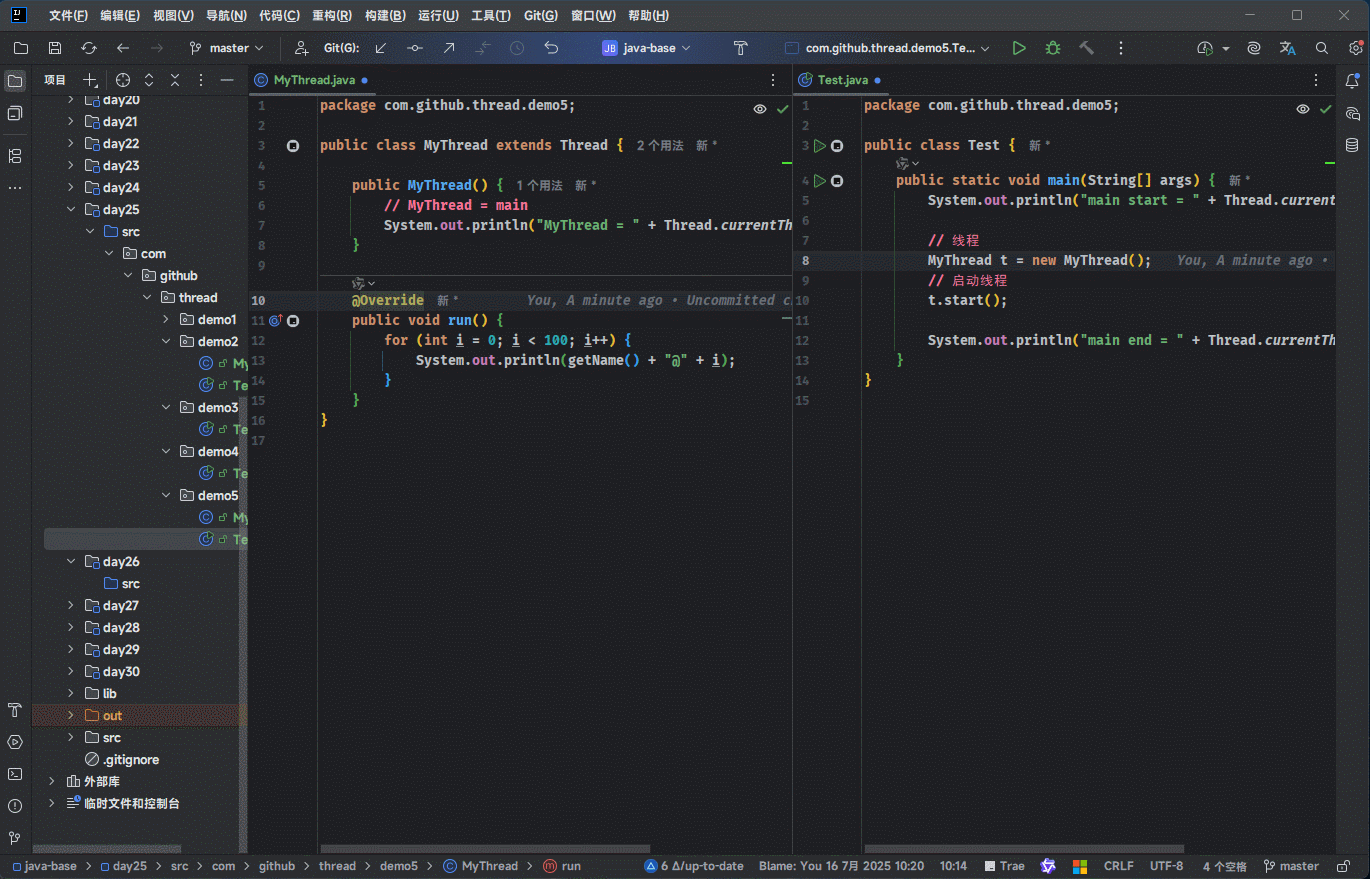 文件(F) 编辑(E) 视图(V) 导航(N) 代码(C) 重构(R) 构建(B) 运行(U) 工具(T) Git(G) 窗口(W) 帮助(H)
master Git(G): JB java-base com.github.thread.demo5.Te...
项目
day20
day21
day22
day23
day24
day25
src
com
github
thread
demo1
demo2
My
Te
demo3
Te
demo4
Te
demo5
My
Te
day26
src
day27
day28
day29
day30
lib
out
src
.gitignore
外部库
临时文件和控制台
MyThread.java
1 package com.github.thread.demo5;
2
3 public class MyThread extends Thread { 2 个用法 新 *
4
5 public MyThread() { 1 个用法 新 *
6 // MyThread = main
7 System.out.println("MyThread = " + Thread.currentTh
8 }
9
10 @Override 新 * You, A minute ago • Uncommitted c
11 public void run() {
12 for (int i = 0; i < 100; i++) {
13 System.out.println(getName() + "@" + i);
14 }
15 }
16 }
17
Test.java
1 package com.github.thread.demo5;
2
3 public class Test { 新 *
4 public static void main(String[] args) { 新 *
5 System.out.println("main start = " + Thread.current
6
7 // 线程
8 MyThread t = new MyThread(); You, A minute ago •
9 // 启动线程
10 t.start();
11
12 System.out.println("main end = " + Thread.currentTh
13 }
14 }
15
java-base > day25 > src > com > github > thread > demo5 > MyThread > run 6 Δ/up-to-date Blame: You 16 7月 2025 10:20 10:14 Trae CRLF UTF-8 4 个空格 master